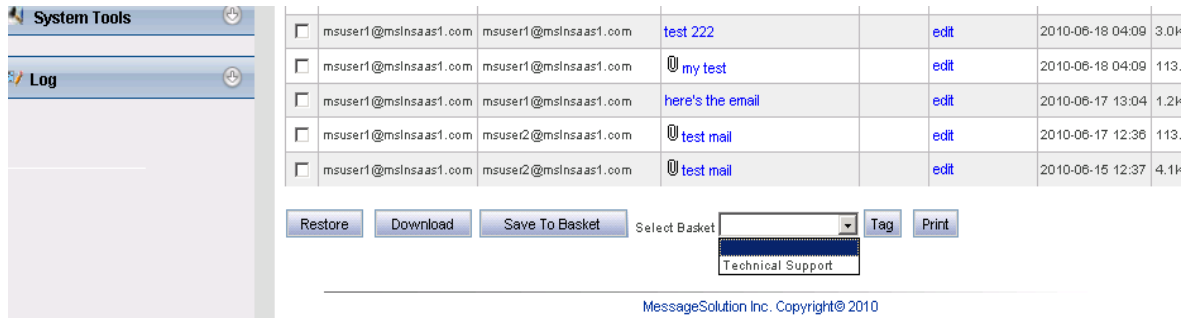 System Tools
msuser1@mslnsaas1.com msuser1@mslnsaas1.com test 222 edit 2010-06-18 04:09 3.0K
msuser1@mslnsaas1.com msuser1@mslnsaas1.com my test edit 2010-06-18 04:09 113.
Log
msuser1@mslnsaas1.com msuser1@mslnsaas1.com here's the email edit 2010-06-17 13:04 1.2K
msuser1@mslnsaas1.com msuser2@mslnsaas1.com test mail edit 2010-06-17 12:36 113.
msuser1@mslnsaas1.com msuser2@mslnsaas1.com test mail edit 2010-06-15 12:37 4.1K
Restore Download Save To Basket Select Basket Tag Print
Technical Support
MessageSolution Inc. Copyright© 2010